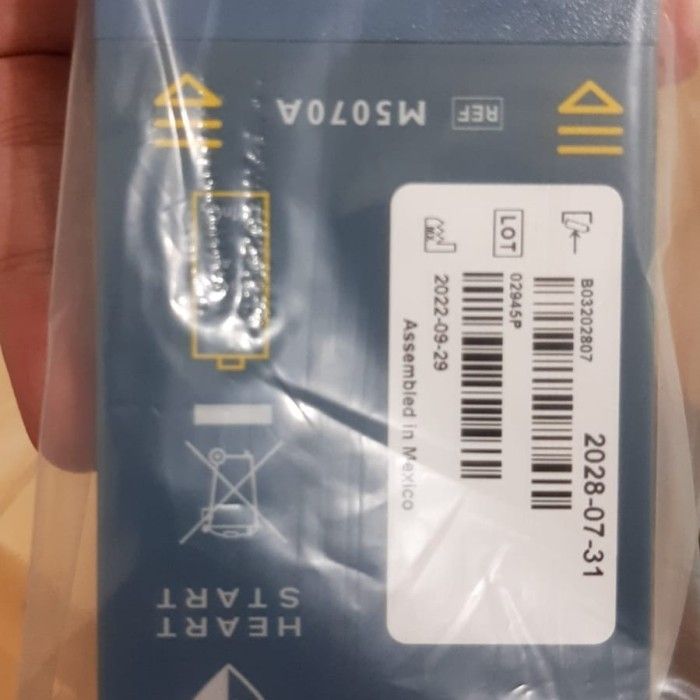 REF M5070A
LOT
B03202807
2028-07-31
02945P
2022-09-29
Assembled in Mexico
HEART
START